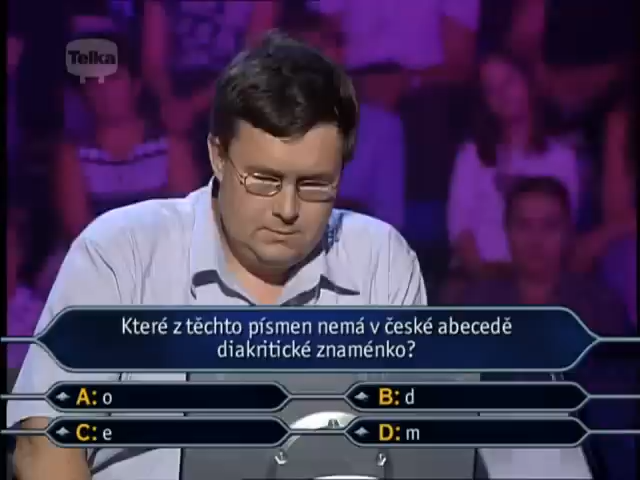 Telka
Které z těchto písmen nemá v české abecedě
diakritické znaménko?
A: o
B: d
C: e
D: m